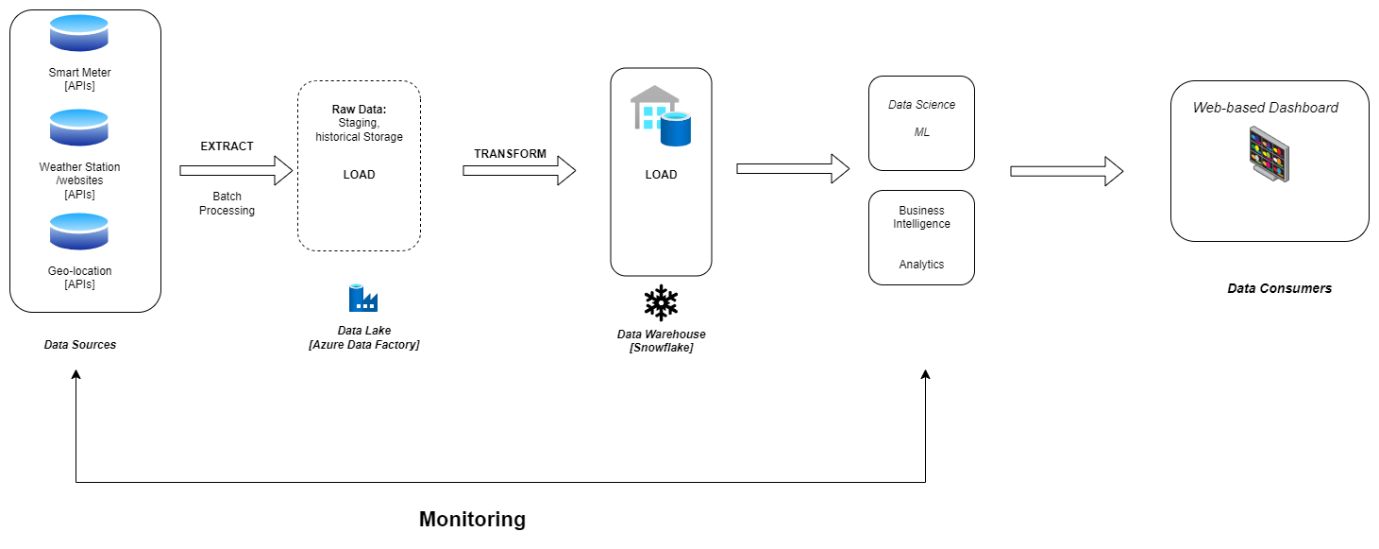 Smart Meter
[APIs]
Weather Station
/websites
[APIs]
Geo-location
[APIs]
Data Sources
EXTRACT
Batch
Processing
Raw Data:
Staging,
historical Storage
LOAD
Data Lake
[Azure Data Factory]
TRANSFORM
LOAD
Data Warehouse
[Snowflake]
Data Science
ML
Business
Intelligence
Analytics
Web-based Dashboard
Data Consumers
Monitoring